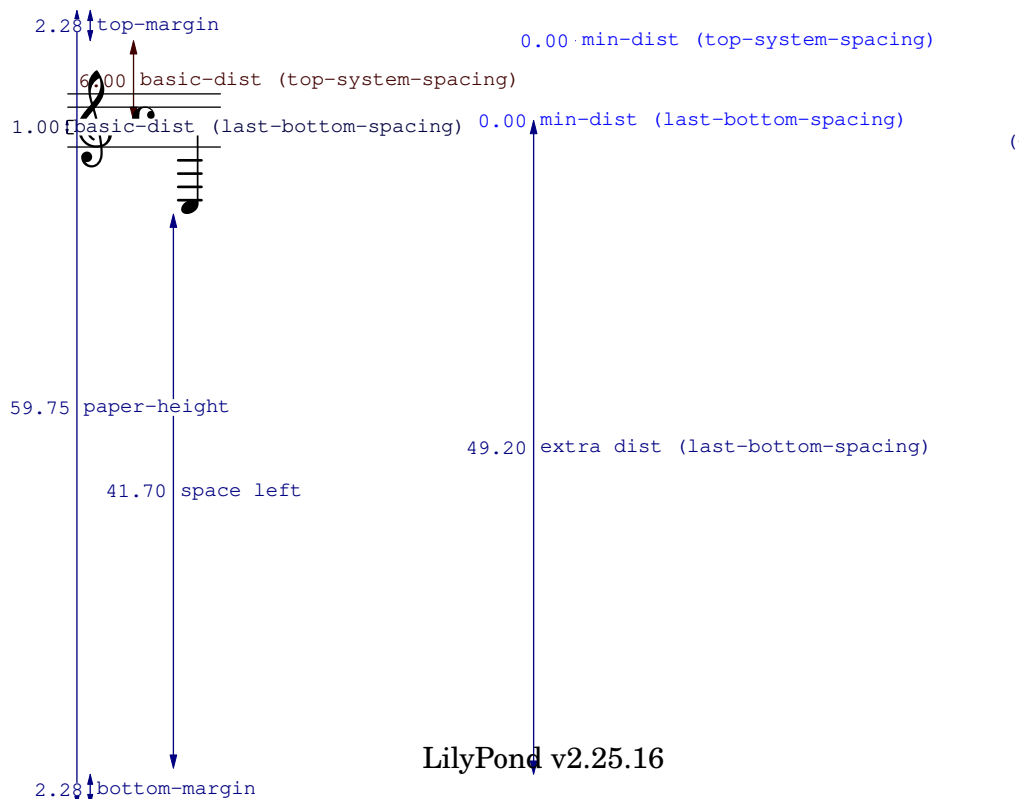 2.28 top-margin
0.00 min-dist (top-system-spacing)
6.00 basic-dist (top-system-spacing)
1.00 basic-dist (last-bottom-spacing)
0.00 min-dist (last-bottom-spacing)
(
59.75 paper-height
49.20 extra dist (last-bottom-spacing)
41.70 space left
LilyPond v2.25.16
2.28 bottom-margin